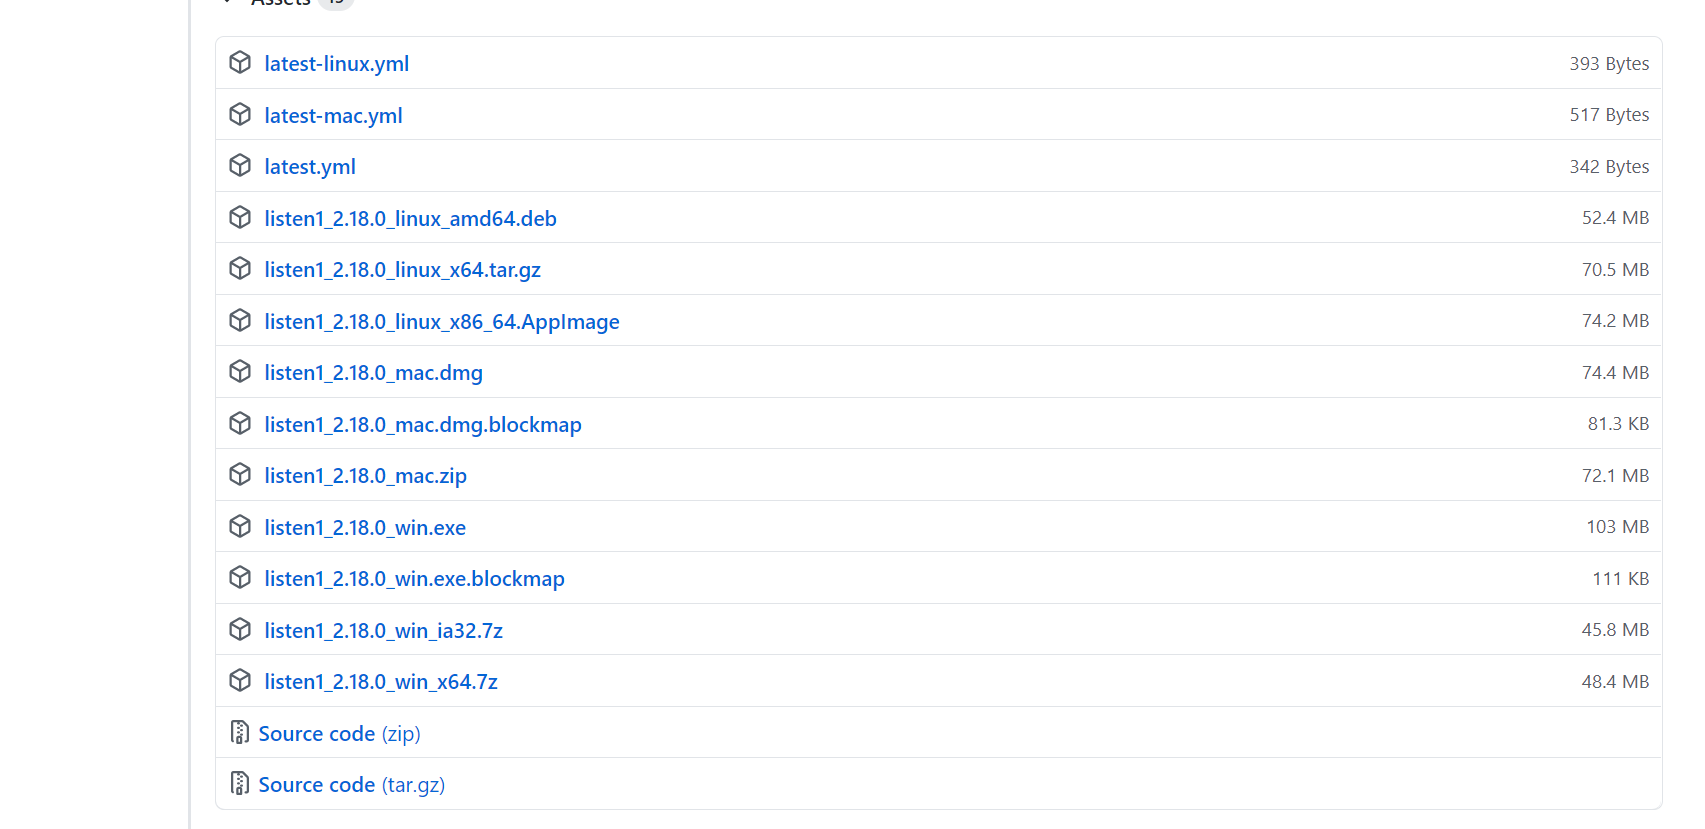 Assets 15
latest-linux.yml 393 Bytes
latest-mac.yml 517 Bytes
latest.yml 342 Bytes
listen1_2.18.0_linux_amd64.deb 52.4 MB
listen1_2.18.0_linux_x64.tar.gz 70.5 MB
listen1_2.18.0_linux_x86_64.AppImage 74.2 MB
listen1_2.18.0_mac.dmg 74.4 MB
listen1_2.18.0_mac.dmg.blockmap 81.3 KB
listen1_2.18.0_mac.zip 72.1 MB
listen1_2.18.0_win.exe 103 MB
listen1_2.18.0_win.exe.blockmap 111 KB
listen1_2.18.0_win_ia32.7z 45.8 MB
listen1_2.18.0_win_x64.7z 48.4 MB
Source code (zip)
Source code (tar.gz)